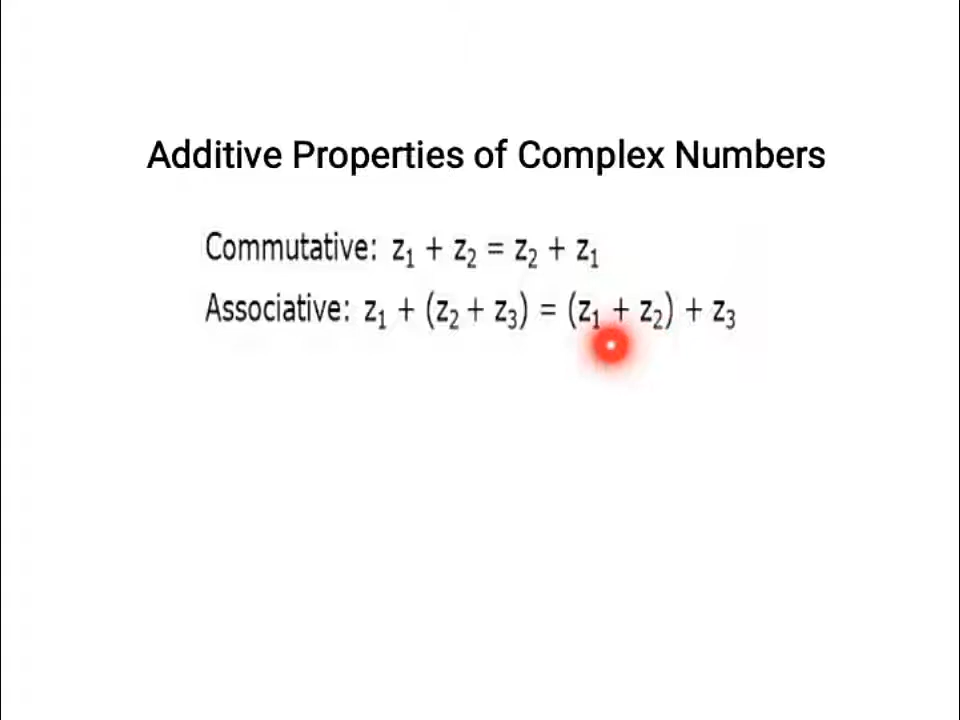 Additive Properties of Complex Numbers
Commutative: z₁ + z₂ = z₂ + z₁
Associative: z₁ + (z₂ + z₃) = (z₁ + z₂) + z₃